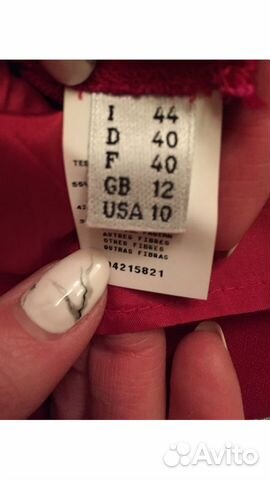 I 44
D 40
F 40
GB 12
USA 10
AUTRES FIBRES
OTHER FIBRES
OUTRAS FIBRAS
04215821
Avito